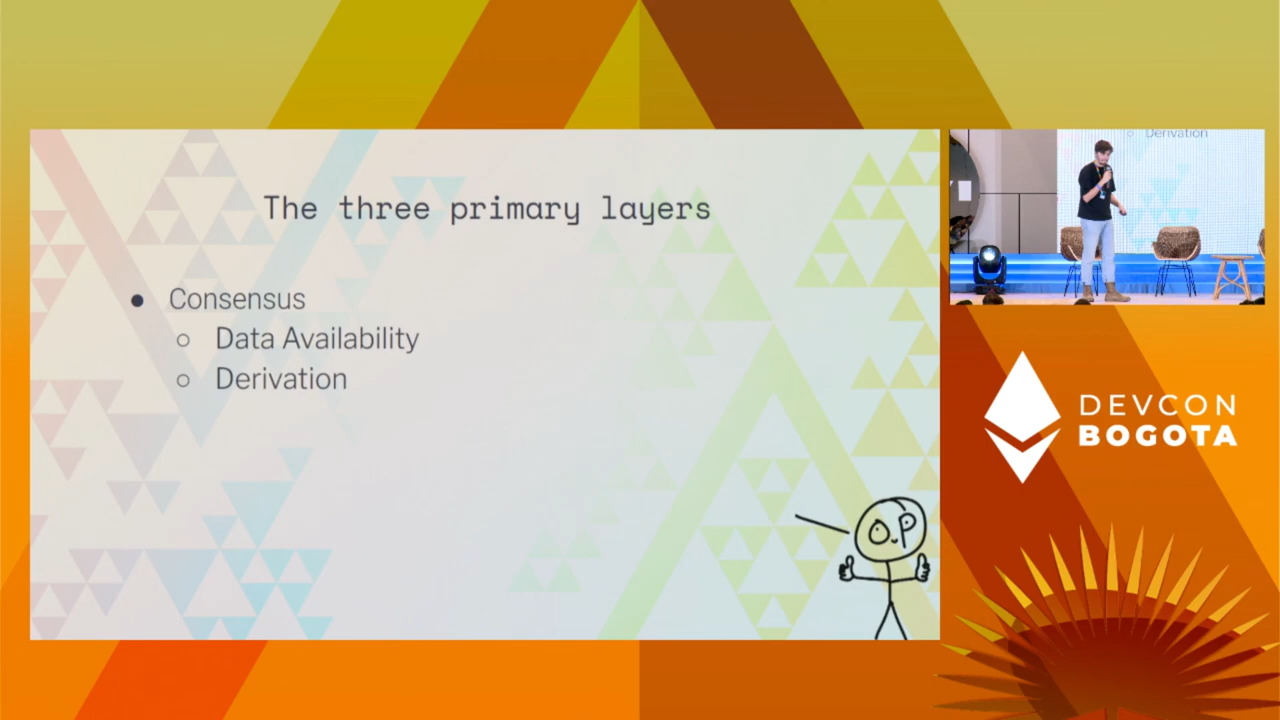 The three primary layers
Consensus
Data Availability
Derivation
O.P
Derivation
DEVCON
BOGOTA